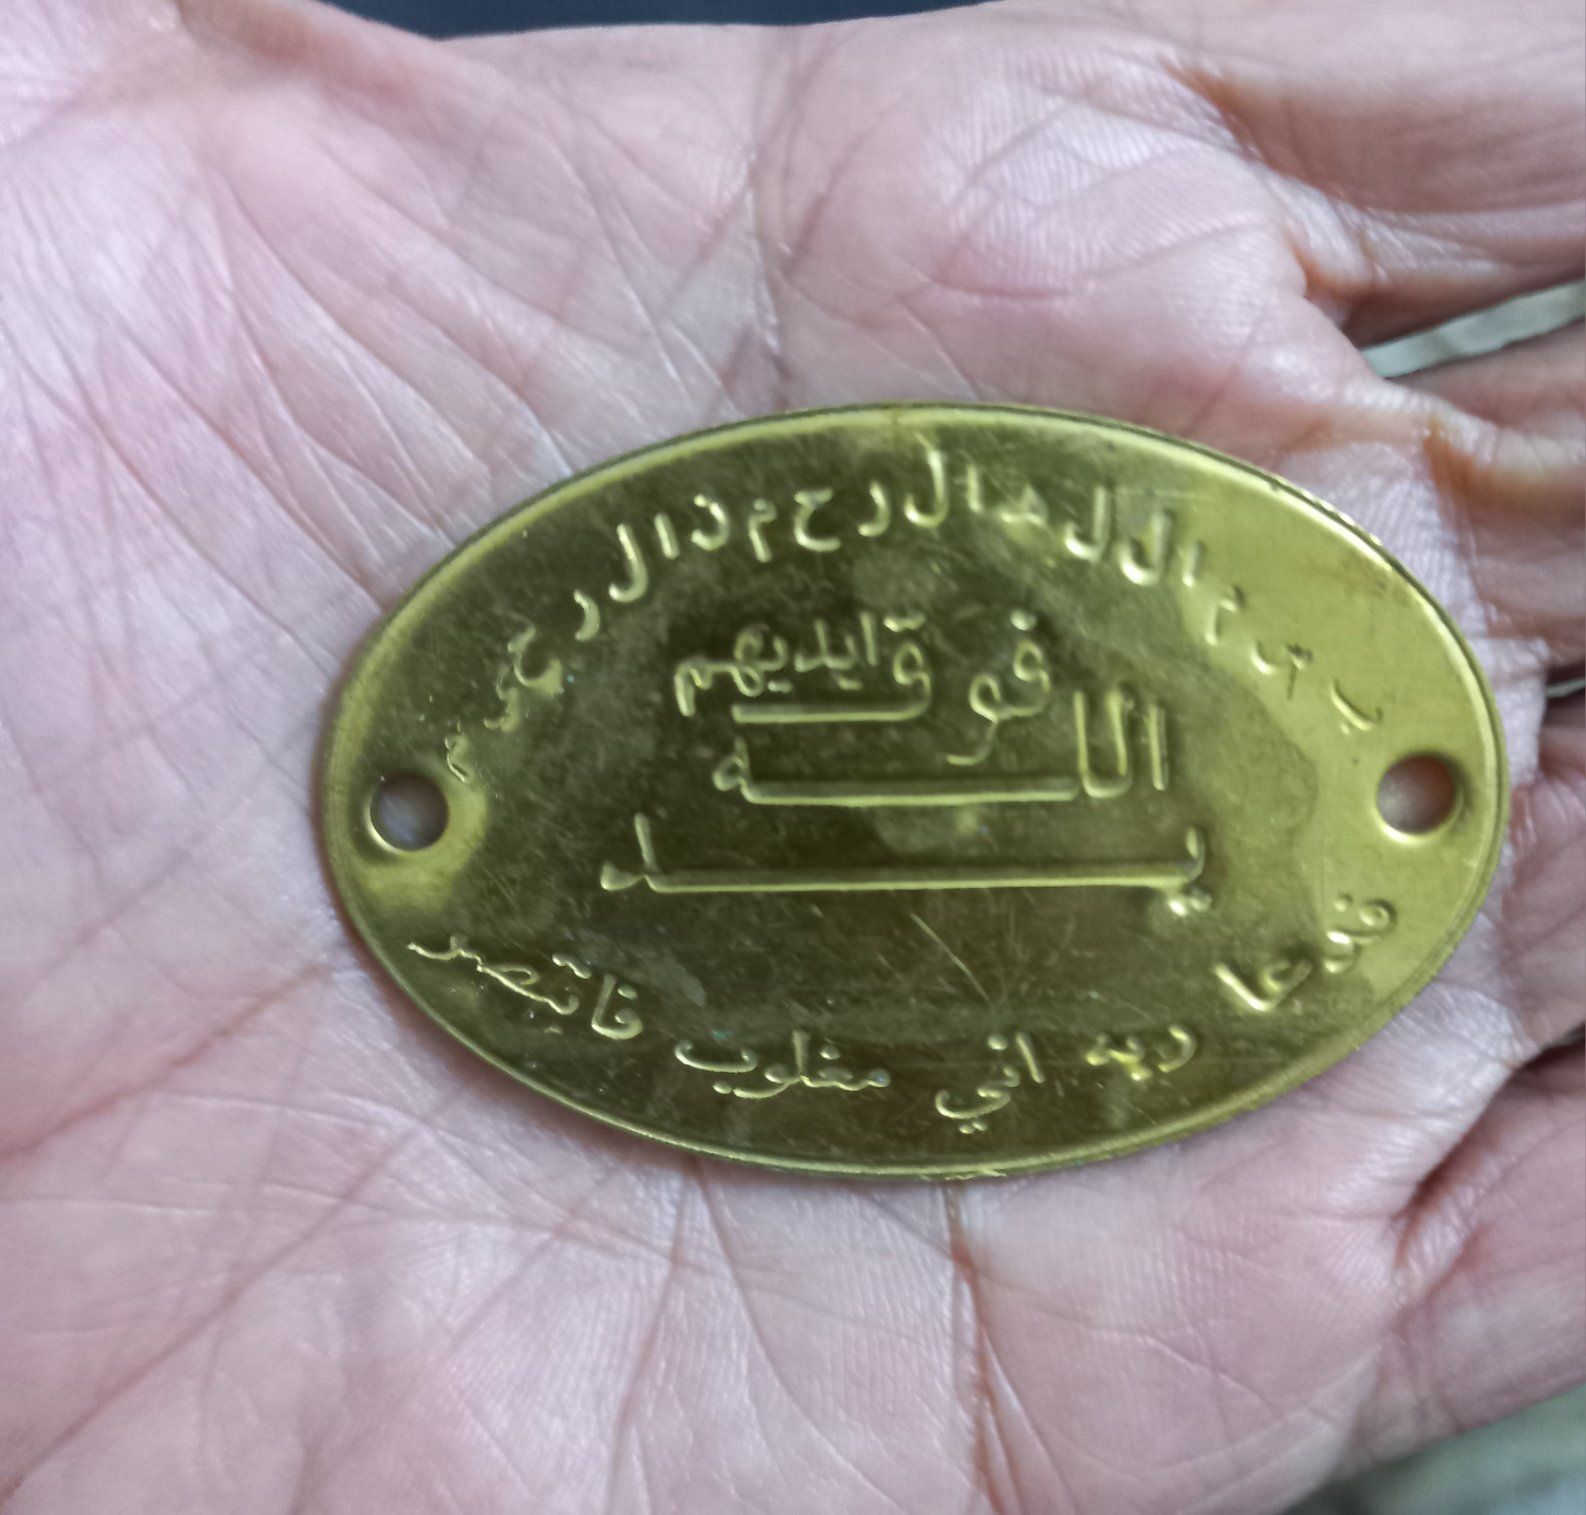 بسم الله الرحمن الرحيم
يد
الله
فوق ايديهم
فدعا ربه اني مغلوب فانتصر